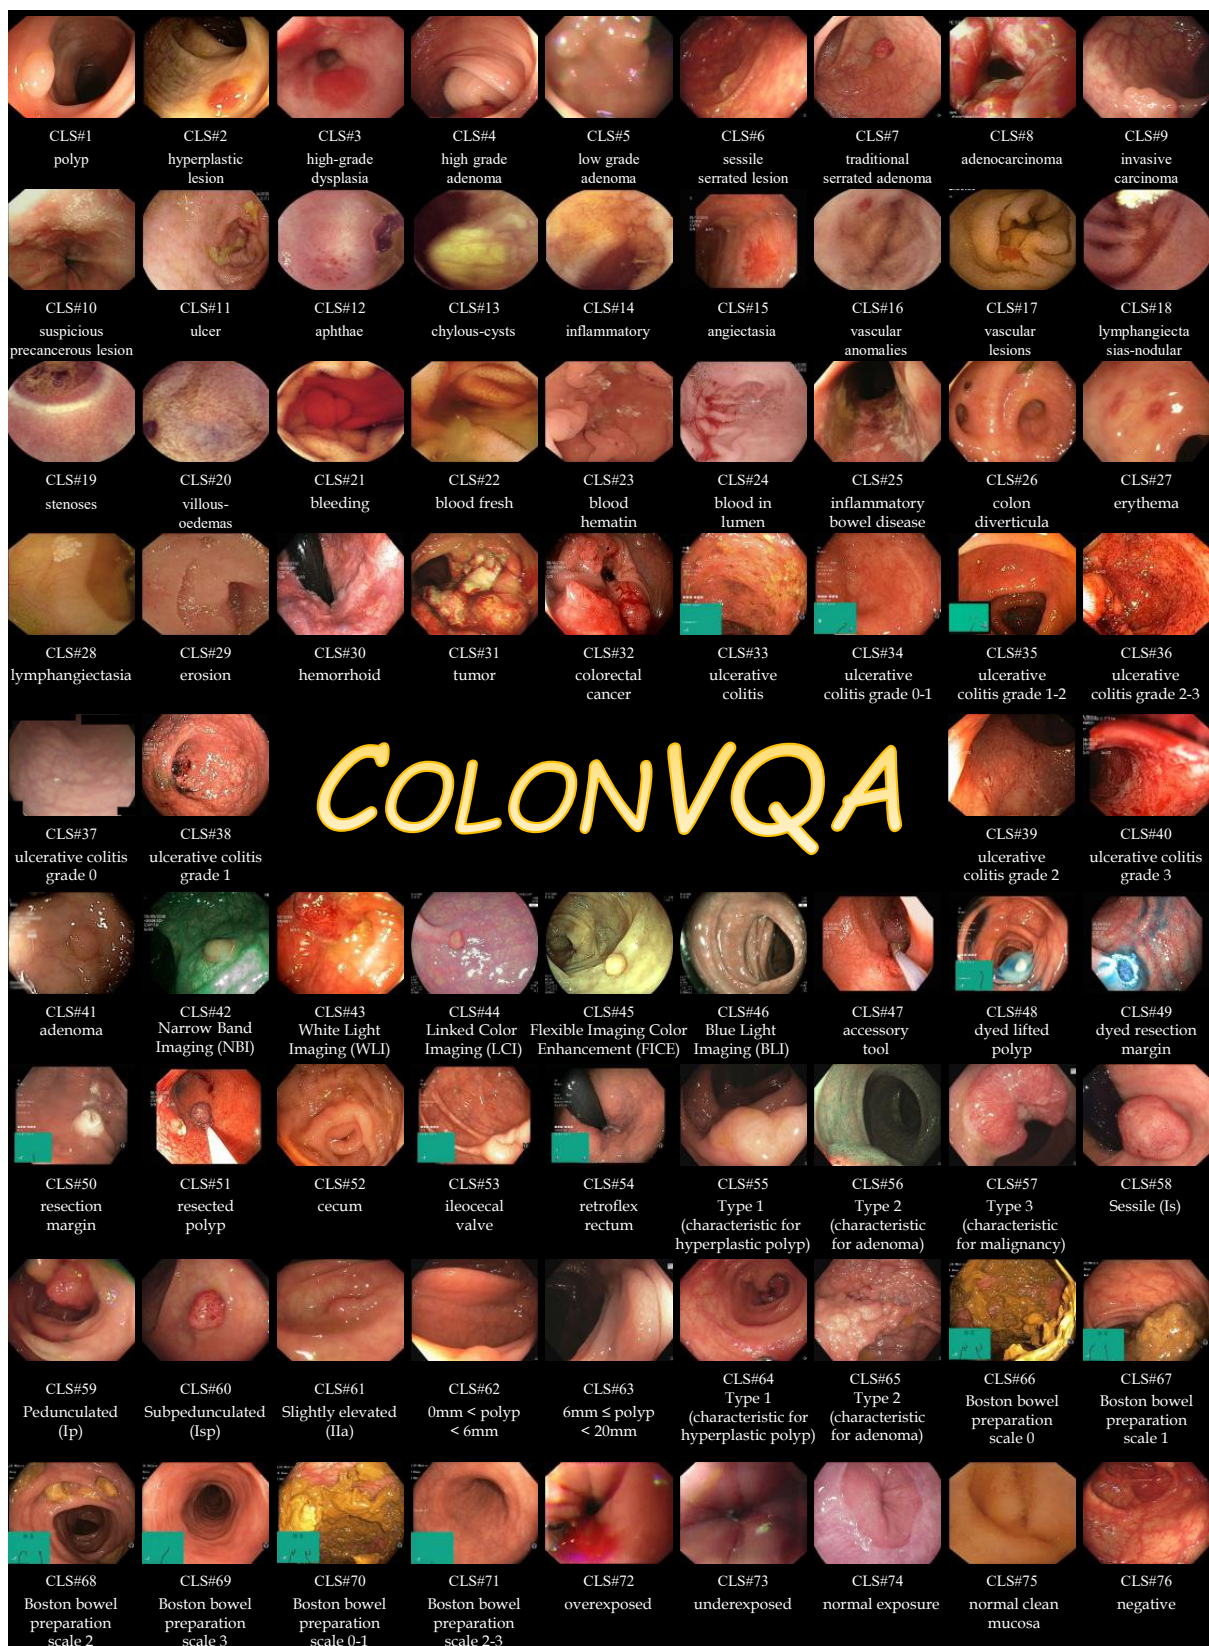 CLS#1
polyp
CLS#2
hyperplastic
lesion
CLS#3
high-grade
dysplasia
CLS#4
high grade
adenoma
CLS#5
low grade
adenoma
CLS#6
sessile
serrated lesion
CLS#7
traditional
serrated adenoma
CLS#8
adenocarcinoma
CLS#9
invasive
carcinoma
CLS#10
suspicious
precancerous lesion
CLS#11
ulcer
CLS#12
aphthae
CLS#13
chylous-cysts
CLS#14
inflammatory
CLS#15
angiectasia
CLS#16
vascular
anomalies
CLS#17
vascular
lesions
CLS#18
lymphangiecta
sias-nodular
CLS#19
stenoses
CLS#20
villous-
oedemas
CLS#21
bleeding
CLS#22
blood fresh
CLS#23
blood
hematin
CLS#24
blood in
lumen
CLS#25
inflammatory
bowel disease
CLS#26
colon
diverticula
CLS#27
erythema
CLS#28
lymphangiectasia
CLS#29
erosion
CLS#30
hemorrhoid
CLS#31
tumor
CLS#32
colorectal
cancer
CLS#33
ulcerative
colitis
CLS#34
ulcerative
colitis grade 0-1
CLS#35
ulcerative
colitis grade 1-2
CLS#36
ulcerative
colitis grade 2-3
CLS#37
ulcerative colitis
grade 0
CLS#38
ulcerative colitis
grade 1
COLONVQA
CLS#39
ulcerative
colitis grade 2
CLS#40
ulcerative colitis
grade 3
CLS#41
adenoma
CLS#42
Narrow Band
Imaging (NBI)
CLS#43
White Light
Imaging (WLI)
CLS#44
Linked Color
Imaging (LCI)
CLS#45
Flexible Imaging Color
Enhancement (FICE)
CLS#46
Blue Light
Imaging (BLI)
CLS#47
accessory
tool
CLS#48
dyed lifted
polyp
CLS#49
dyed resection
margin
CLS#50
resection
margin
CLS#51
resected
polyp
CLS#52
cecum
CLS#53
ileocecal
valve
CLS#54
retroflex
rectum
CLS#55
Type 1
(characteristic for
hyperplastic polyp)
CLS#56
Type 2
(characteristic
for adenoma)
CLS#57
Type 3
(characteristic
for malignancy)
CLS#58
Sessile (Is)
CLS#59
Pedunculated
(Ip)
CLS#60
Subpedunculated
(Isp)
CLS#61
Slightly elevated
(IIa)
CLS#62
0mm < polyp
< 6mm
CLS#63
6mm ≤ polyp
< 20mm
CLS#64
Type 1
(characteristic for
hyperplastic polyp)
CLS#65
Type 2
(characteristic
for adenoma)
CLS#66
Boston bowel
preparation
scale 0
CLS#67
Boston bowel
preparation
scale 1
CLS#68
Boston bowel
preparation
scale 2
CLS#69
Boston bowel
preparation
scale 3
CLS#70
Boston bowel
preparation
scale 0-1
CLS#71
Boston bowel
preparation
scale 2-3
CLS#72
overexposed
CLS#73
underexposed
CLS#74
normal exposure
CLS#75
normal clean
mucosa
CLS#76
negative